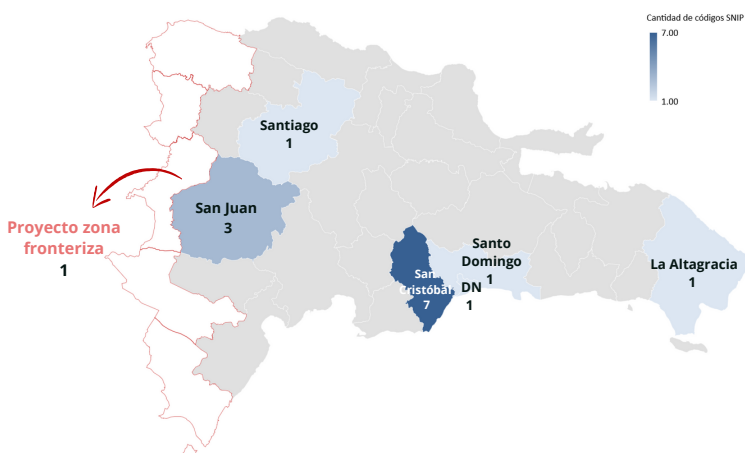 Cantidad de códigos SNIP
7.00
1.00
Santiago
1
San Juan
3
Proyecto zona
fronteriza
1
San
Cristóbal
7
Santo
Domingo
1
DN
1
La Altagracia
1